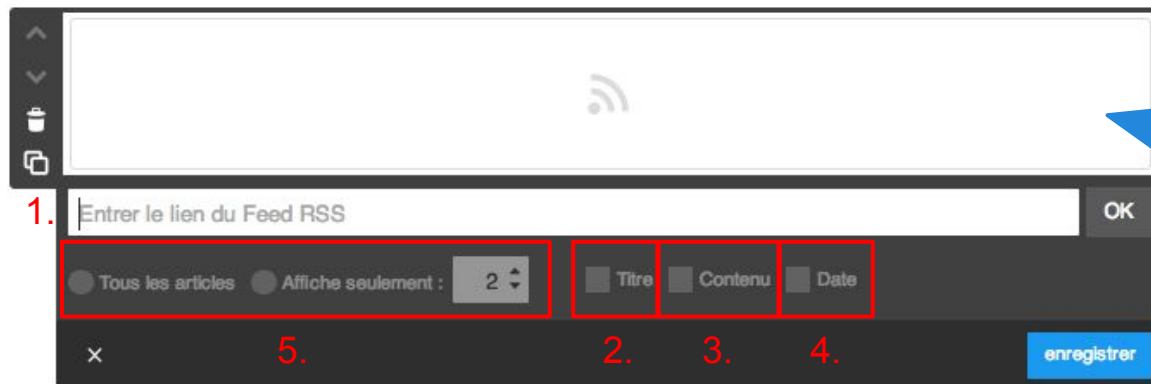 1.
Entrer le lien du Feed RSS OK
Tous les articles Affiche seulement : 2 Titre Contenu Date
5. 2. 3. 4.
enregistrer